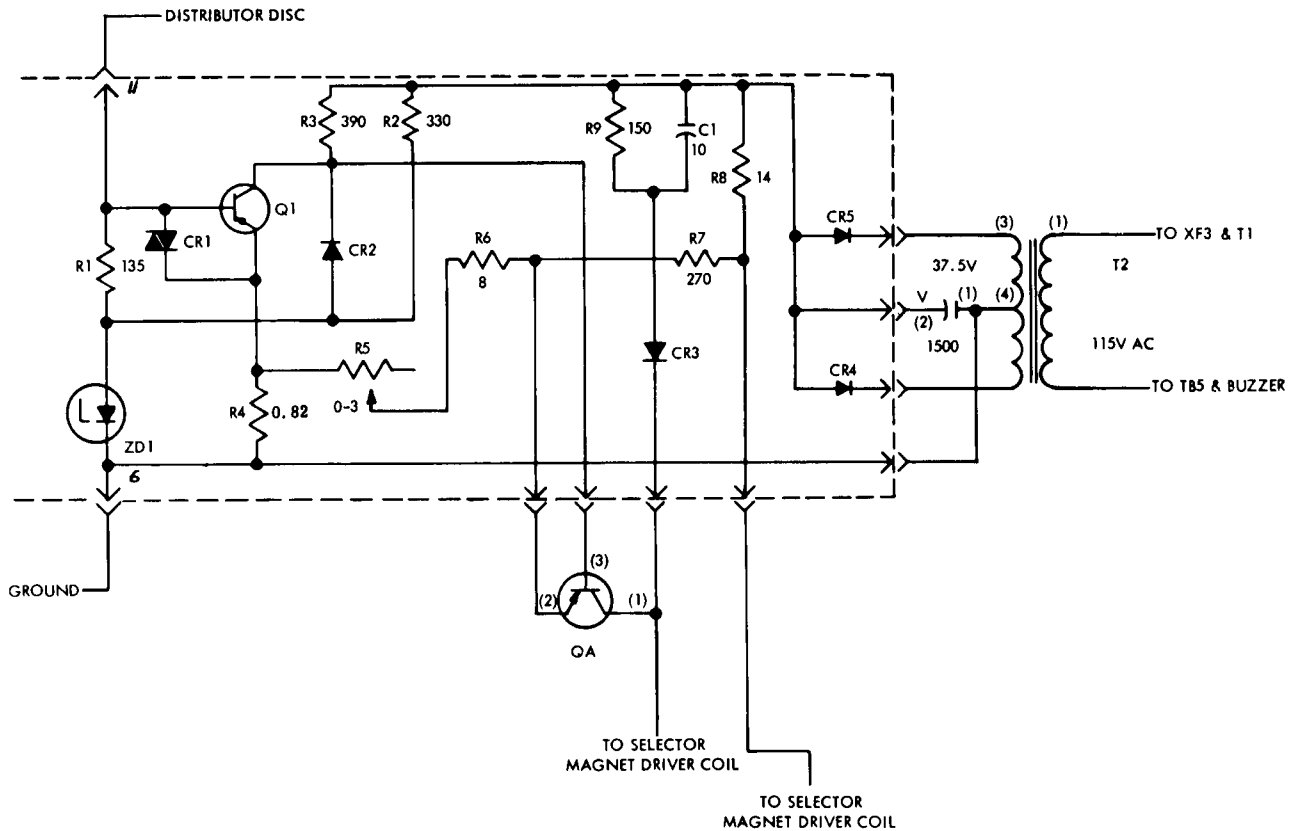 DISTRIBUTOR DISC
11
R3
390
R2
330
R9
150
C1
10
R8
14
Q1
CR1
R1
135
CR2
R6
8
R7
270
CR5
(3)
(1)
TO XF3 & T1
37.5V
T2
V
(1)
(4)
(2)
1500
115V AC
R5
CR3
CR4
TO TB5 & BUZZER
0-3
R4
0.82
L
ZD1
6
GROUND
(3)
(2)
(1)
QA
TO SELECTOR
MAGNET DRIVER COIL
TO SELECTOR
MAGNET DRIVER COIL